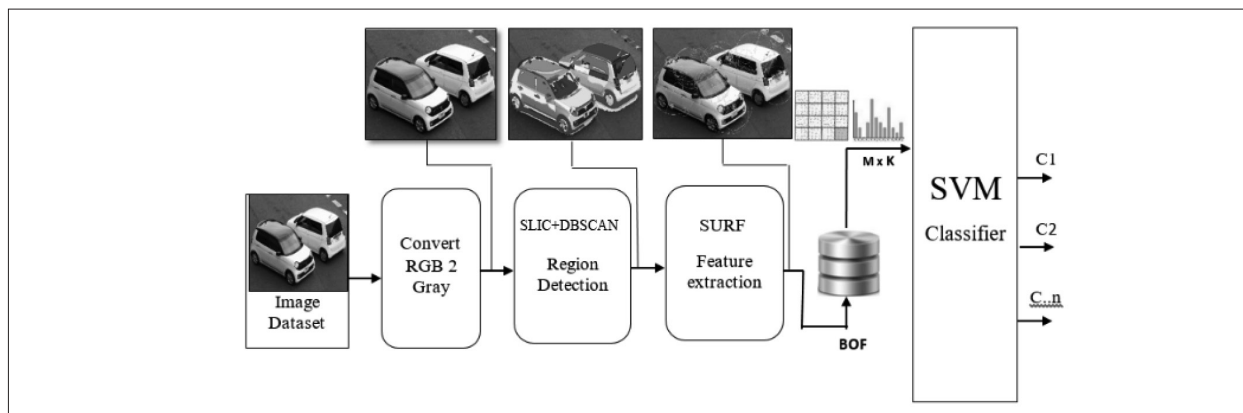 Image
Dataset
Convert
RGB 2
Gray
SLIC+DBSCAN
Region
Detection
SURF
Feature
extraction
BOF
M x K
SVM
Classifier
C1
C2
C..n